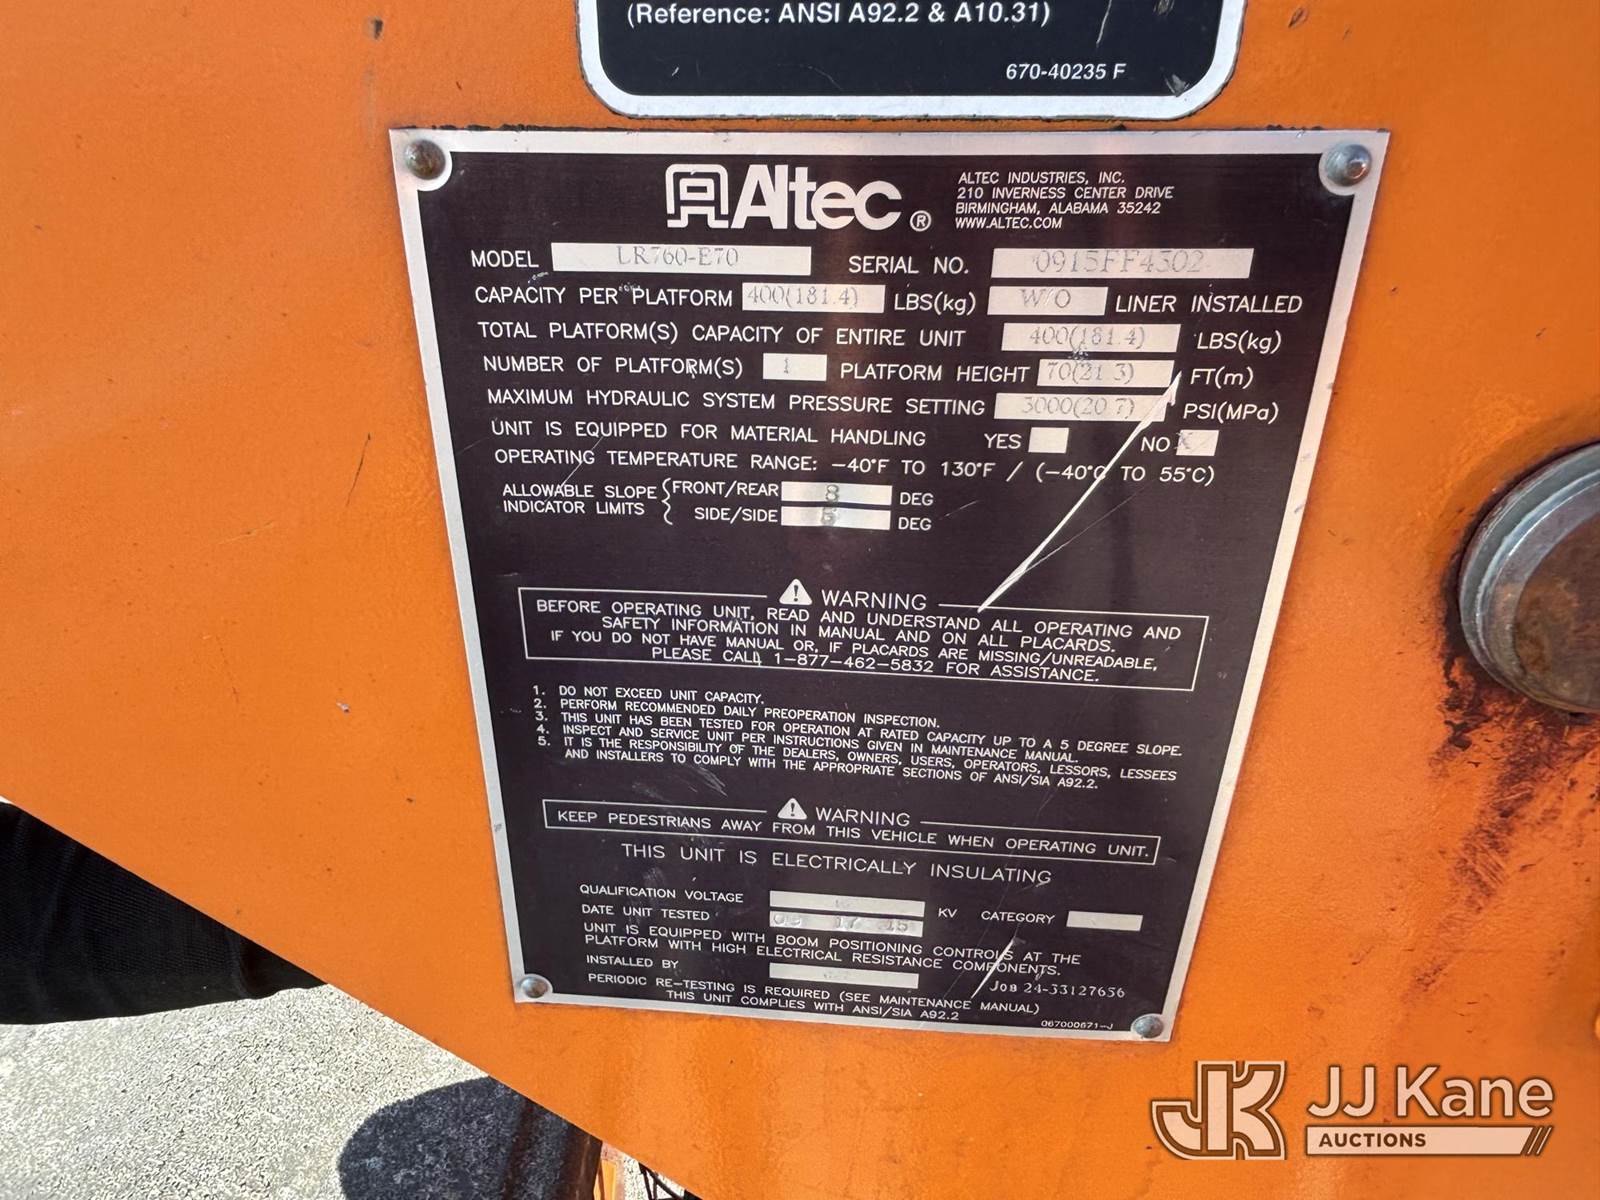 (Reference: ANSI A92.2 & A10.31)
670-40235 F
Altec ®
ALTEC INDUSTRIES, INC.
210 INVERNESS CENTER DRIVE
BIRMINGHAM, ALABAMA 35242
WWW.ALTEC.COM
MODEL LR760-E70 SERIAL NO. 0915FF4302
CAPACITY PER PLATFORM 400(181.4) LBS(kg) W/O LINER INSTALLED
TOTAL PLATFORM(S) CAPACITY OF ENTIRE UNIT 400(181.4) LBS(kg)
NUMBER OF PLATFORM(S) 1 PLATFORM HEIGHT 70(21.3) FT(m)
MAXIMUM HYDRAULIC SYSTEM PRESSURE SETTING 3000(20.7) PSI(MPa)
UNIT IS EQUIPPED FOR MATERIAL HANDLING YES NO X
OPERATING TEMPERATURE RANGE: -40°F TO 130°F / (-40°C TO 55°C)
ALLOWABLE SLOPE INDICATOR LIMITS
FRONT/REAR 8 DEG
SIDE/SIDE DEG
WARNING
BEFORE OPERATING UNIT, READ AND UNDERSTAND ALL OPERATING AND
SAFETY INFORMATION IN MANUAL AND ON ALL PLACARDS.
IF YOU DO NOT HAVE MANUAL OR, IF PLACARDS ARE MISSING/UNREADABLE,
PLEASE CALL 1-877-462-5832 FOR ASSISTANCE.
1. DO NOT EXCEED UNIT CAPACITY.
2. PERFORM RECOMMENDED DAILY PREOPERATION INSPECTION.
3. THIS UNIT HAS BEEN TESTED FOR OPERATION AT RATED CAPACITY UP TO A 5 DEGREE SLOPE.
4. INSPECT AND SERVICE UNIT PER INSTRUCTIONS GIVEN IN MAINTENANCE MANUAL.
5. IT IS THE RESPONSIBILITY OF THE DEALERS, OWNERS, USERS, OPERATORS, LESSORS, LESSEES
AND INSTALLERS TO COMPLY WITH THE APPROPRIATE SECTIONS OF ANSI/SIA A92.2.
WARNING
KEEP PEDESTRIANS AWAY FROM THIS VEHICLE WHEN OPERATING UNIT.
THIS UNIT IS ELECTRICALLY INSULATING
QUALIFICATION VOLTAGE KV CATEGORY
DATE UNIT TESTED 17 15
UNIT IS EQUIPPED WITH BOOM POSITIONING CONTROLS AT THE
PLATFORM WITH HIGH ELECTRICAL RESISTANCE COMPONENTS.
INSTALLED BY
JOB 24-33127656
PERIODIC RE-TESTING IS REQUIRED (SEE MAINTENANCE MANUAL)
THIS UNIT COMPLIES WITH ANSI/SIA A92.2
067000671-J
JK JJ Kane
AUCTIONS